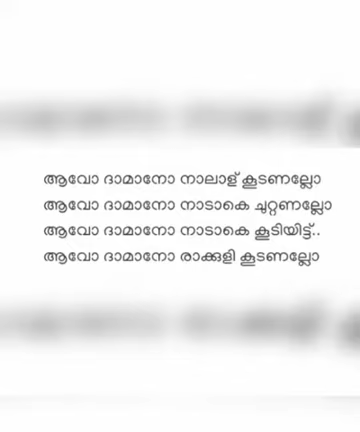 ആവോ ദാമാനോ നാലാള് കൂടണല്ലോ
ആവോ ദാമാനോ നാടാകെ ചുറ്റണല്ലോ
ആവോ ദാമാനോ നാടാകെ കൂടിയിട്ട്..
ആവോ ദാമാനോ രാക്കുളി കൂടണല്ലോ